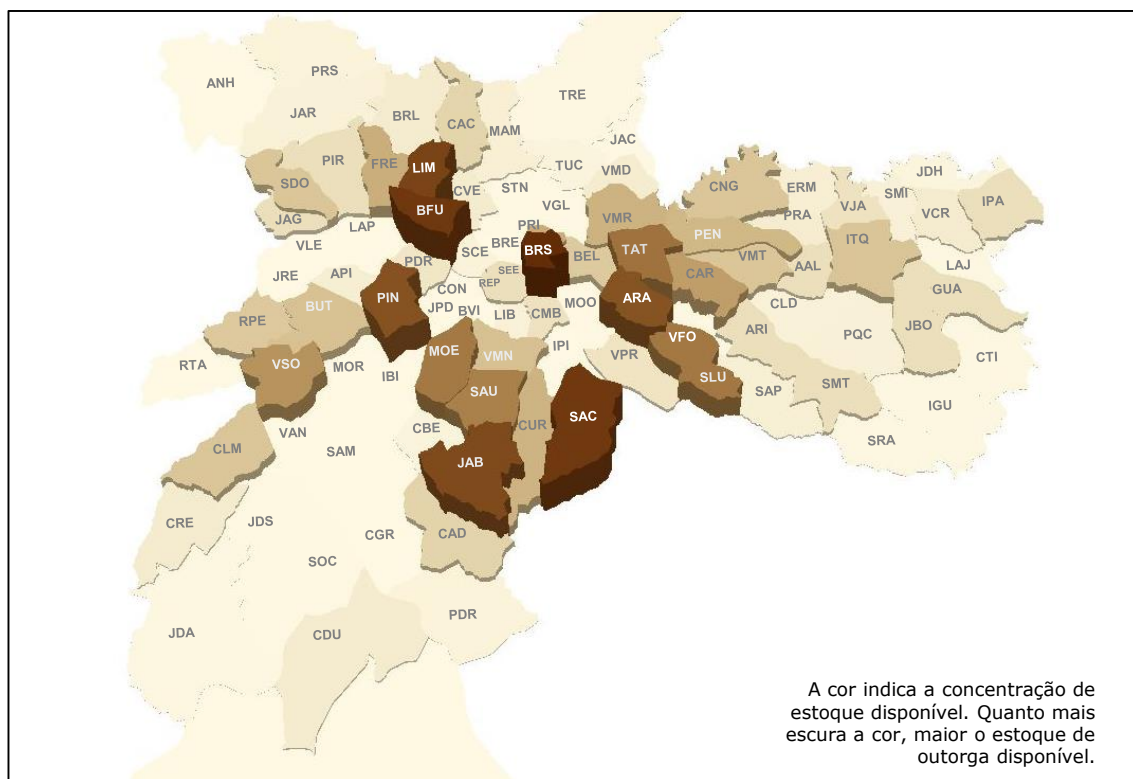 ANH
PRS
TRE
JAR
BRL
CAC
MAM
JAC
PIR
FRE
LIM
TUC
VMD
SDO
CVE
STN
CNG
ERM
JDH
SMI
IPA
JAG
BFU
VGL
VMR
PRA
VJA
VCR
LAP
PRI
PEN
ITQ
VLE
SCE
BRE
BRS
BEL
TAT
VMT
AAL
LAJ
JRE
API
PDR
SEE
REP
CAR
CON
GUA
RPE
BUT
PIN
JPD
BVI
LIB
CMB
MOO
ARA
CLD
ARI
PQC
JBO
CTI
RTA
VSO
MOR
IBI
MOE
VMN
IPI
VPR
VFO
SLU
SAP
SMT
SAU
IGU
CLM
VAN
SAM
CBE
CUR
SAC
SRA
JAB
CRE
JDS
CGR
CAD
SOC
JDA
CDU
PDR
A cor indica a concentração de
estoque disponível. Quanto mais
escura a cor, maior o estoque de
outorga disponível.